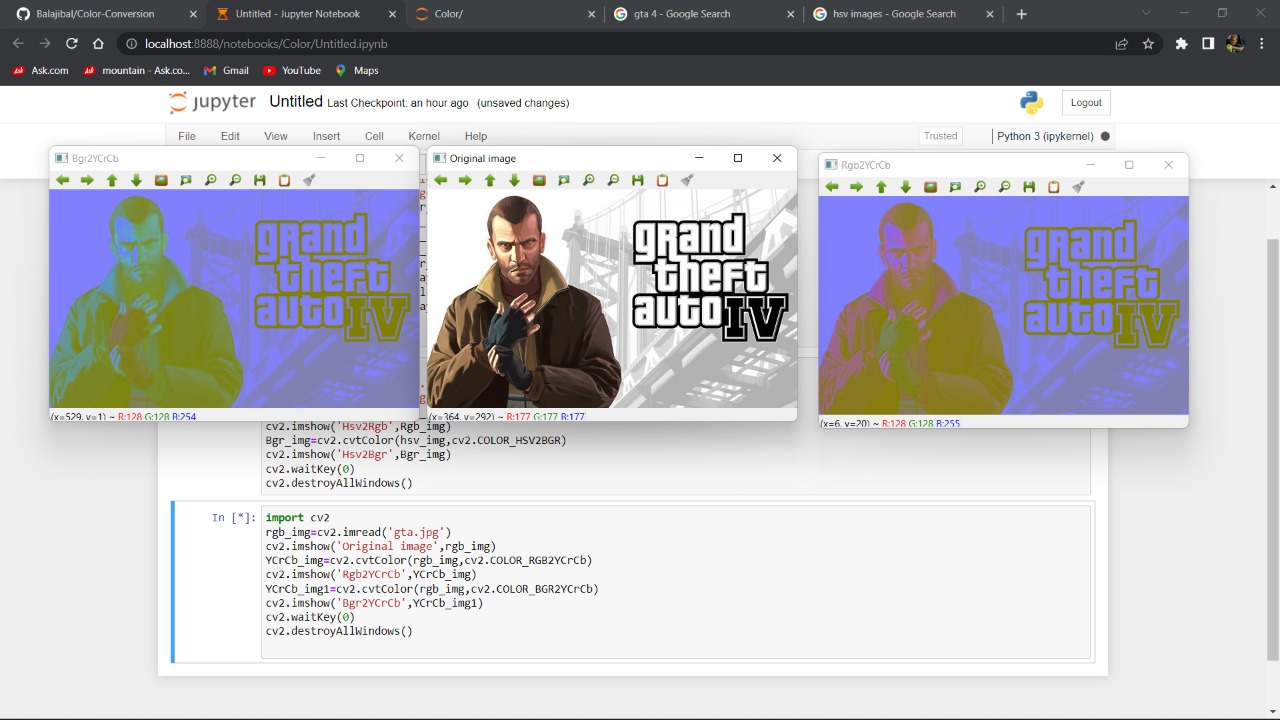 Balajibal/Color-Conversion
Untitled - Jupyter Notebook
Color/
gta 4 - Google Search
hsv images - Google Search
localhost:8888/notebooks/Color/Untitled.ipynb
Ask.com
mountain - Ask.co...
Gmail
YouTube
Maps
jupyter
Untitled Last Checkpoint: an hour ago (unsaved changes)
Logout
File Edit View Insert Cell Kernel Help
Trusted
Python 3 (ipykernel)
Bgr2YCrCb
Original image
Rgb2YCrCb
grand
theft
auto IV
grand
theft
auto IV
grand
theft
auto IV
(x=529, y=1) ~ R:128 G:128 B:254
(x=364, y=292) ~ R:177 G:177 B:177
(x=6, y=20) ~ R:128 G:128 B:255
cv2.imshow('Hsv2Rgb',Rgb_img)
Bgr_img=cv2.cvtColor(hsv_img,cv2.COLOR_HSV2BGR)
cv2.imshow('Hsv2Bgr',Bgr_img)
cv2.waitKey(0)
cv2.destroyAllWindows()
In [*]:
import cv2
rgb_img=cv2.imread('gta.jpg')
cv2.imshow('Original image',rgb_img)
YCrCb_img=cv2.cvtColor(rgb_img,cv2.COLOR_RGB2YCrCb)
cv2.imshow('Rgb2YCrCb',YCrCb_img)
YCrCb_img1=cv2.cvtColor(rgb_img,cv2.COLOR_BGR2YCrCb)
cv2.imshow('Bgr2YCrCb',YCrCb_img1)
cv2.waitKey(0)
cv2.destroyAllWindows()